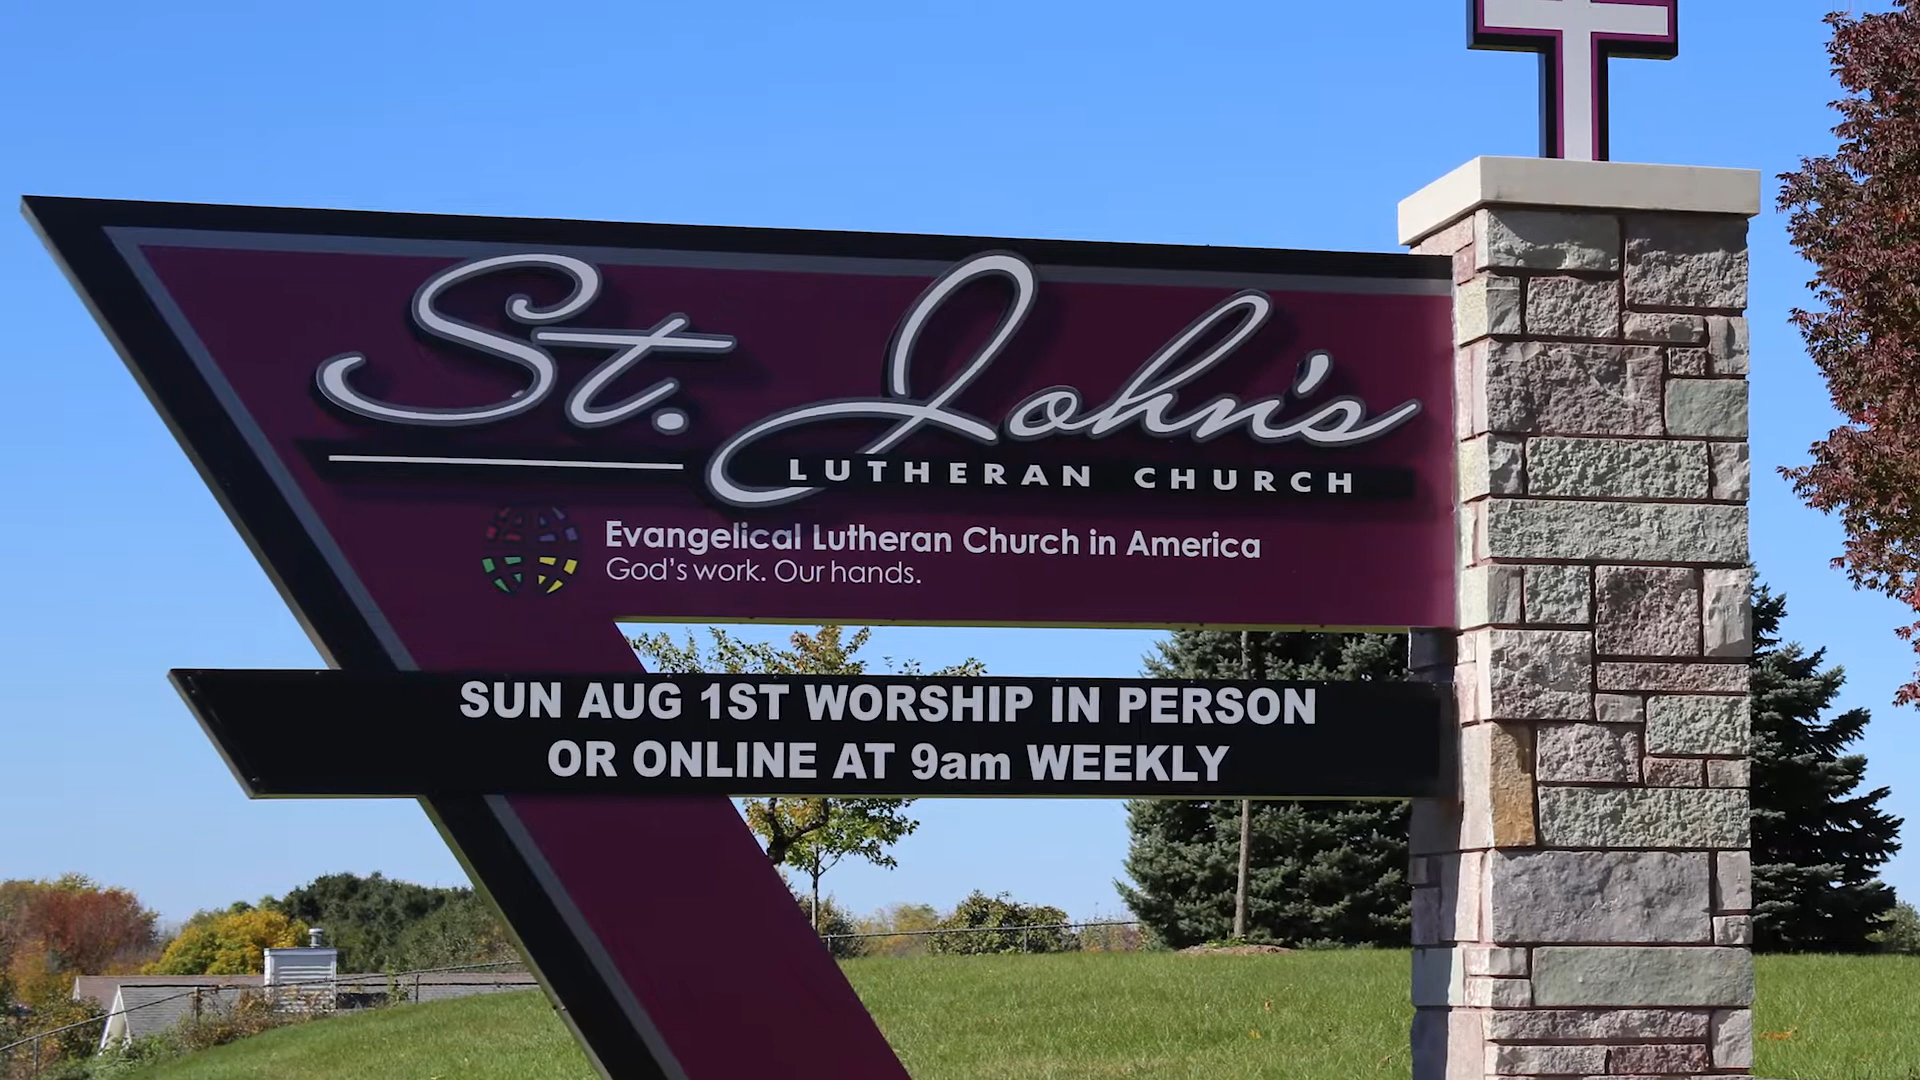 St. John's
LUTHERAN CHURCH
Evangelical Lutheran Church in America
God's work. Our hands.
SUN AUG 1ST WORSHIP IN PERSON
OR ONLINE AT 9am WEEKLY